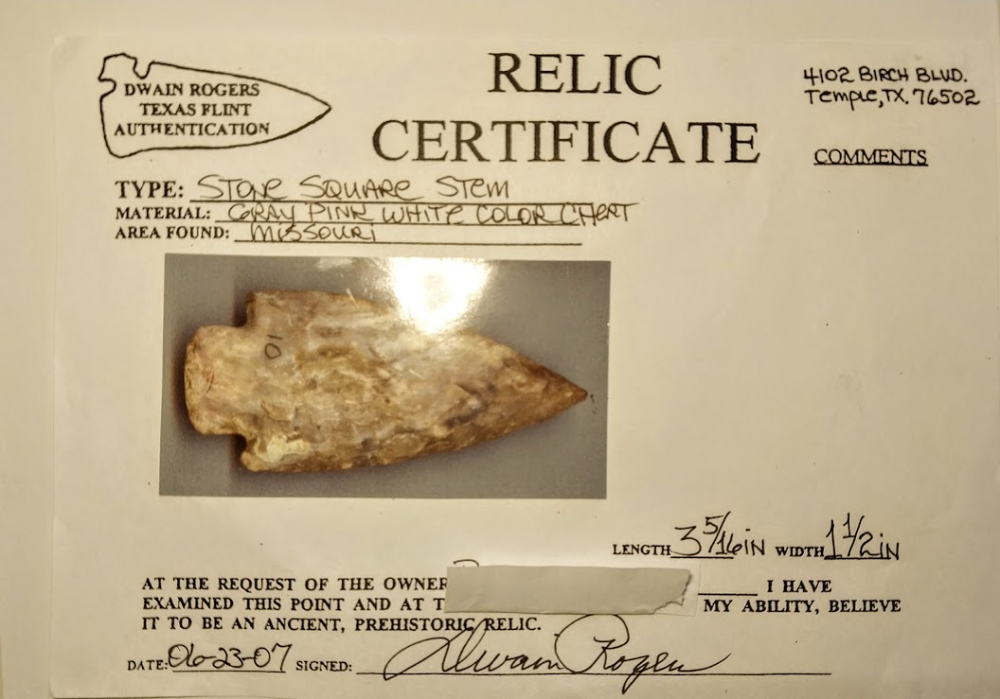 DWAIN ROGERS
TEXAS FLINT
AUTHENTICATION
RELIC
CERTIFICATE
4102 BIRCH BLVD.
Temple, TX. 76502
COMMENTS
TYPE: STONE SQUARE STEM
MATERIAL: GRAY PINK WHITE COLOR CHERT
AREA FOUND: MISSOURI
10
LENGTH 3 5/16 IN WIDTH 1 1/2 IN
AT THE REQUEST OF THE OWNER I HAVE
EXAMINED THIS POINT AND AT MY ABILITY, BELIEVE
IT TO BE AN ANCIENT, PREHISTORIC RELIC.
DATE: 06-23-07 SIGNED: Dwain Rogers